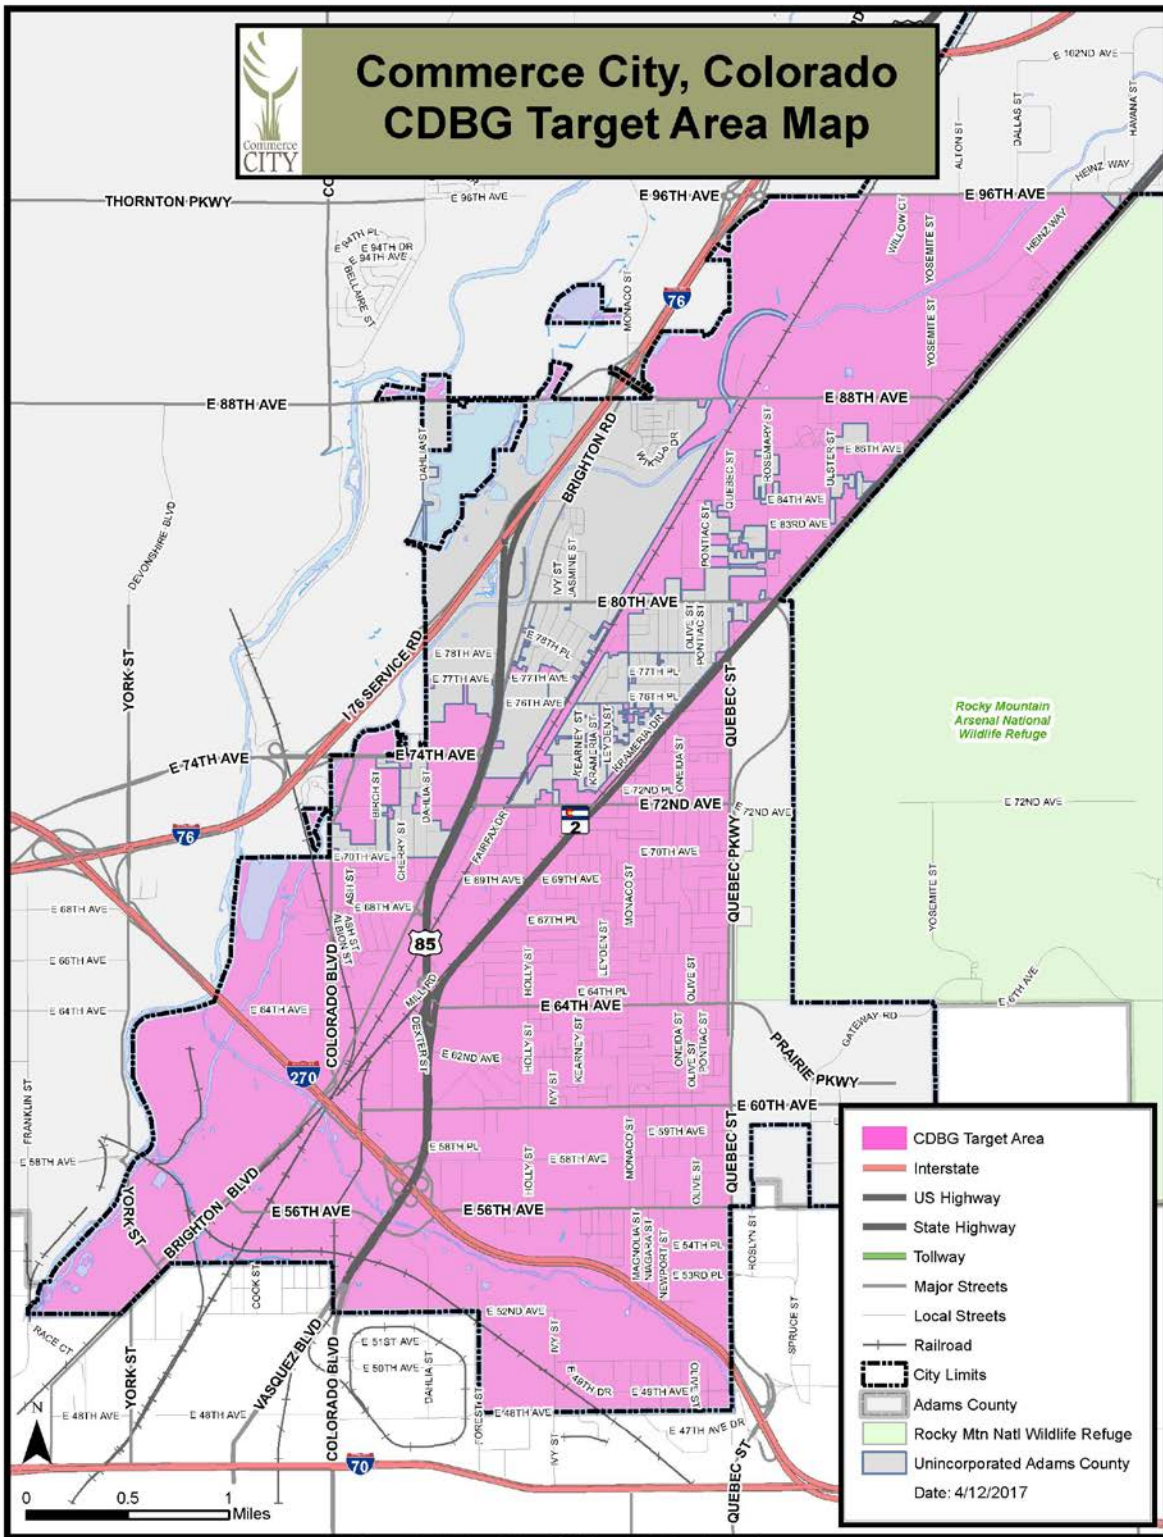 Commerce City, Colorado
CDBG Target Area Map
Commerce
CITY
RD
E 102ND AVE
ALTON ST
DALLAS ST
HAVANA ST
HEINZ WAY
THORNTON PKWY
CO
E 96TH AVE
E 96TH AVE
E 96TH AVE
E 94TH PL
E 94TH DR
E 94TH AVE
BELLAIRE ST
MONACO ST
WILLOW CT
YOSEMITE ST
HEINZ WAY
76
YOSEMITE ST
E 88TH AVE
E 88TH AVE
DAHLIA ST
BRIGHTON RD
QUEBEC ST
ROSEMARY ST
ULSTER ST
E 84TH AVE
E 83RD AVE
PONTIAC ST
DEVONSHIRE BLVD
IVY ST
JASMINE ST
E 80TH AVE
OLIVE ST
PONTIAC ST
E 78TH PL
E 78TH AVE
E 77TH AVE
E 77TH AVE
E 77TH PL
E 76TH AVE
E 76TH PL
I 76 SERVICE RD
YORK ST
QUEBEC ST
Rocky Mountain
Arsenal National
Wildlife Refuge
KEARNEY ST
KRAMERIA ST
LEYDEN ST
KRAMERIA DR
ONEIDA ST
E 74TH AVE
E 74TH AVE
BIRCH ST
DAHLIA ST
E 72ND PL
E 72ND AVE
E 72ND AVE
E 72ND AVE
2
76
CHERRY ST
FAIRFAX DR
E 70TH AVE
E 70TH AVE
QUEBEC PKWY
ASH ST
E 69TH AVE
E 69TH AVE
MONACO ST
YOSEMITE ST
E 68TH AVE
E 68TH AVE
ASH ST
ALBION ST
E 67TH PL
85
E 66TH AVE
HOLLY ST
LEYDEN ST
OLIVE ST
COLORADO BLVD
MILL RD
E 64TH PL
E 64TH AVE
E 64TH AVE
E 64TH AVE
GATEWAY RD
DEXTER ST
E 62ND AVE
HOLLY ST
KEARNEY ST
ONEIDA ST
OLIVE ST
PONTIAC ST
PRAIRIE PKWY
270
IVY ST
FRANKLIN ST
E 60TH AVE
E 58TH AVE
E 58TH PL
E 58TH AVE
E 59TH AVE
HOLLY ST
MONACO ST
OLIVE ST
QUEBEC ST
YORK ST
BRIGHTON BLVD
E 56TH AVE
E 56TH AVE
MAGNOLIA ST
NIAGARA ST
NEWPORT ST
E 54TH PL
E 53RD PL
ROSLYN ST
COOK ST
E 52ND AVE
RACE CT
YORK ST
VASQUEZ BLVD
COLORADO BLVD
E 51ST AVE
E 50TH AVE
DAHLIA ST
IVY ST
SPRUCE ST
E 49TH DR
E 49TH AVE
OLIVE ST
E 48TH AVE
E 48TH AVE
FOREST ST
E 48TH AVE
E 47TH AVE DR
IVY ST
QUEBEC ST
N
70
0 0.5 1
Miles
CDBG Target Area
Interstate
US Highway
State Highway
Tollway
Major Streets
Local Streets
Railroad
City Limits
Adams County
Rocky Mtn Natl Wildlife Refuge
Unincorporated Adams County
Date: 4/12/2017